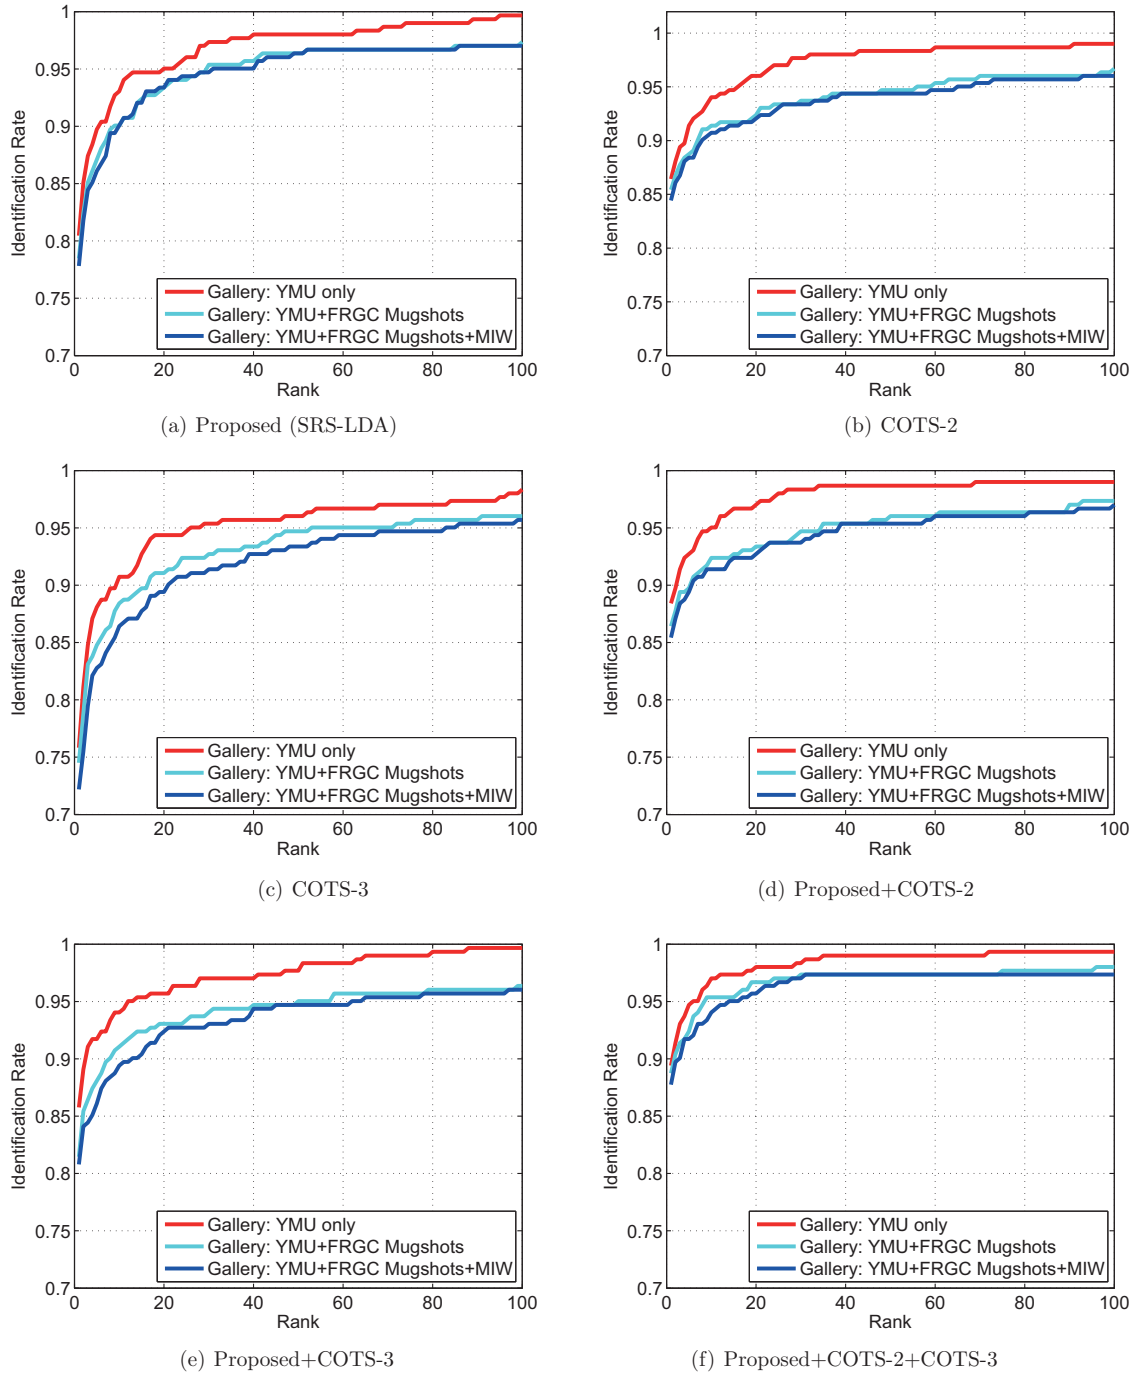 1
0.95
0.9
0.85
0.8
0.75
0.7
0 20 40 60 80 100
Identification Rate
Rank
Gallery: YMU only
Gallery: YMU+FRGC Mugshots
Gallery: YMU+FRGC Mugshots+MIW
(a) Proposed (SRS-LDA)
1
0.95
0.9
0.85
0.8
0.75
0.7
0 20 40 60 80 100
Identification Rate
Rank
Gallery: YMU only
Gallery: YMU+FRGC Mugshots
Gallery: YMU+FRGC Mugshots+MIW
(b) COTS-2
1
0.95
0.9
0.85
0.8
0.75
0.7
0 20 40 60 80 100
Identification Rate
Rank
Gallery: YMU only
Gallery: YMU+FRGC Mugshots
Gallery: YMU+FRGC Mugshots+MIW
(c) COTS-3
1
0.95
0.9
0.85
0.8
0.75
0.7
0 20 40 60 80 100
Identification Rate
Rank
Gallery: YMU only
Gallery: YMU+FRGC Mugshots
Gallery: YMU+FRGC Mugshots+MIW
(d) Proposed+COTS-2
1
0.95
0.9
0.85
0.8
0.75
0.7
0 20 40 60 80 100
Identification Rate
Rank
Gallery: YMU only
Gallery: YMU+FRGC Mugshots
Gallery: YMU+FRGC Mugshots+MIW
(e) Proposed+COTS-3
1
0.95
0.9
0.85
0.8
0.75
0.7
0 20 40 60 80 100
Identification Rate
Rank
Gallery: YMU only
Gallery: YMU+FRGC Mugshots
Gallery: YMU+FRGC Mugshots+MIW
(f) Proposed+COTS-2+COTS-3